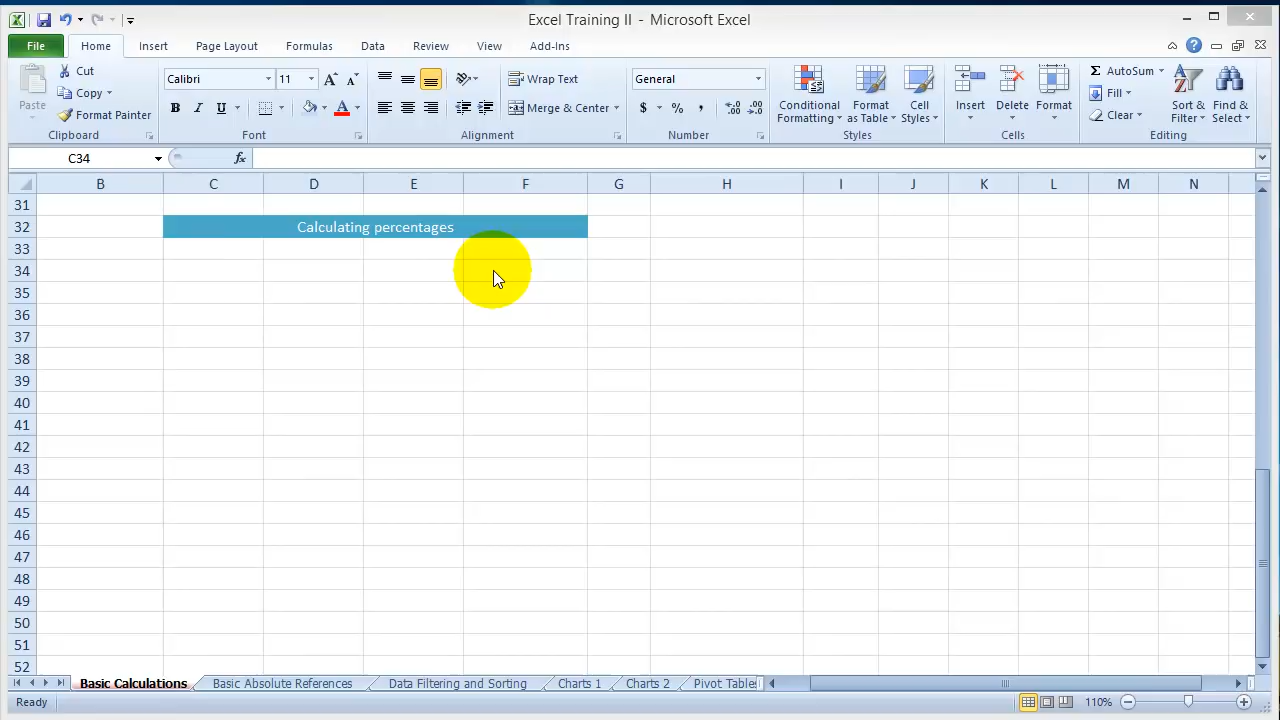 Excel Training II - Microsoft Excel
File Home Insert Page Layout Formulas Data Review View Add-Ins
Paste
Cut
Copy
Format Painter
Clipboard
Calibri 11
B I U
Font
Wrap Text
Merge & Center
Alignment
General
$ % ,
Number
Conditional Formatting
Format as Table
Cell Styles
Styles
Insert
Delete
Format
Cells
AutoSum
Fill
Clear
Sort & Filter
Find & Select
Editing
C34 fx
B C D E F G H I J K L M N
31
32 Calculating percentages
33
34
35
36
37
38
39
40
41
42
43
44
45
46
47
48
49
50
51
52
Basic Calculations Basic Absolute References Data Filtering and Sorting Charts 1 Charts 2 Pivot Table
Ready 110%